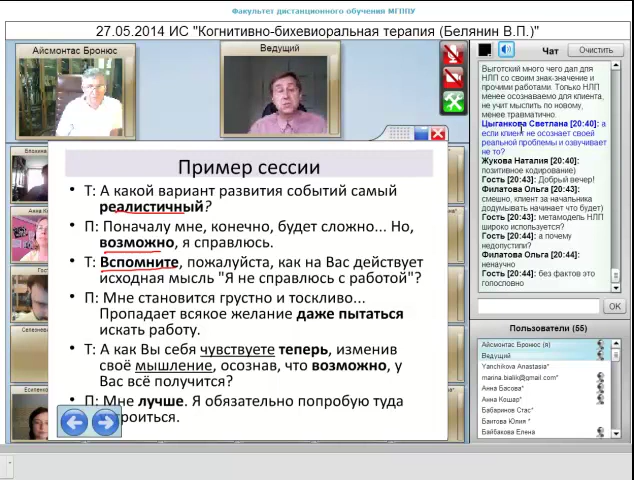 Факультет дистанционного обучения МГППУ
27.05.2014 ИС "Когнитивно-бихевиоральная терапия (Белянин В.П.)"
Айсмонтас Бронюс
Ведущий
Чат
Очистить
Выготский много чего дал для
НЛП со своим знак-значение и
прочими работами. Только НЛП
менее осознаваемо для клиента,
не учит мыслить по новому,
менее травматично.
Цыганкова Светлана [20:40]: а
если клиент не осознает своей
реальной проблемы и озвучивает
не то?
Жукова Наталия [20:40]:
позитивное кодирование)
Гость [20:43]: Добрый вечер!
Филатова Ольга [20:43]:
смешно, клиент за начальника
додумывать начинает что будет)
Гость [20:43]: метамодель НЛП
широко используется?
Гость [20:44]: а почему
недопустили?
Филатова Ольга [20:44]:
ненаучно
Гость [20:44]: без фактов это
голословно
OK
Пользователи (55)
Айсмонтас Бронюс (я)
Ведущий
Yanchikova Anastasia*
marina.bialik@gmail.com*
Анна Басова*
Анна Кошар*
Бабаринов Стас*
Баитова Юлия *
Байбакова Елена
Пример сессии
• Т: А какой вариант развития событий самый
реалистичный?
• П: Поначалу мне, конечно, будет сложно... Но,
возможно, я справлюсь.
• Т: Вспомните, пожалуйста, как на Вас действует
исходная мысль "Я не справлюсь с работой"?
• П: Мне становится грустно и тоскливо...
Пропадает всякое желание даже пытаться
искать работу.
• Т: А как Вы себя чувствуете теперь, изменив
своё мышление, осознав, что возможно, у
Вас всё получится?
• П: Мне лучше. Я обязательно попробую туда
троиться.